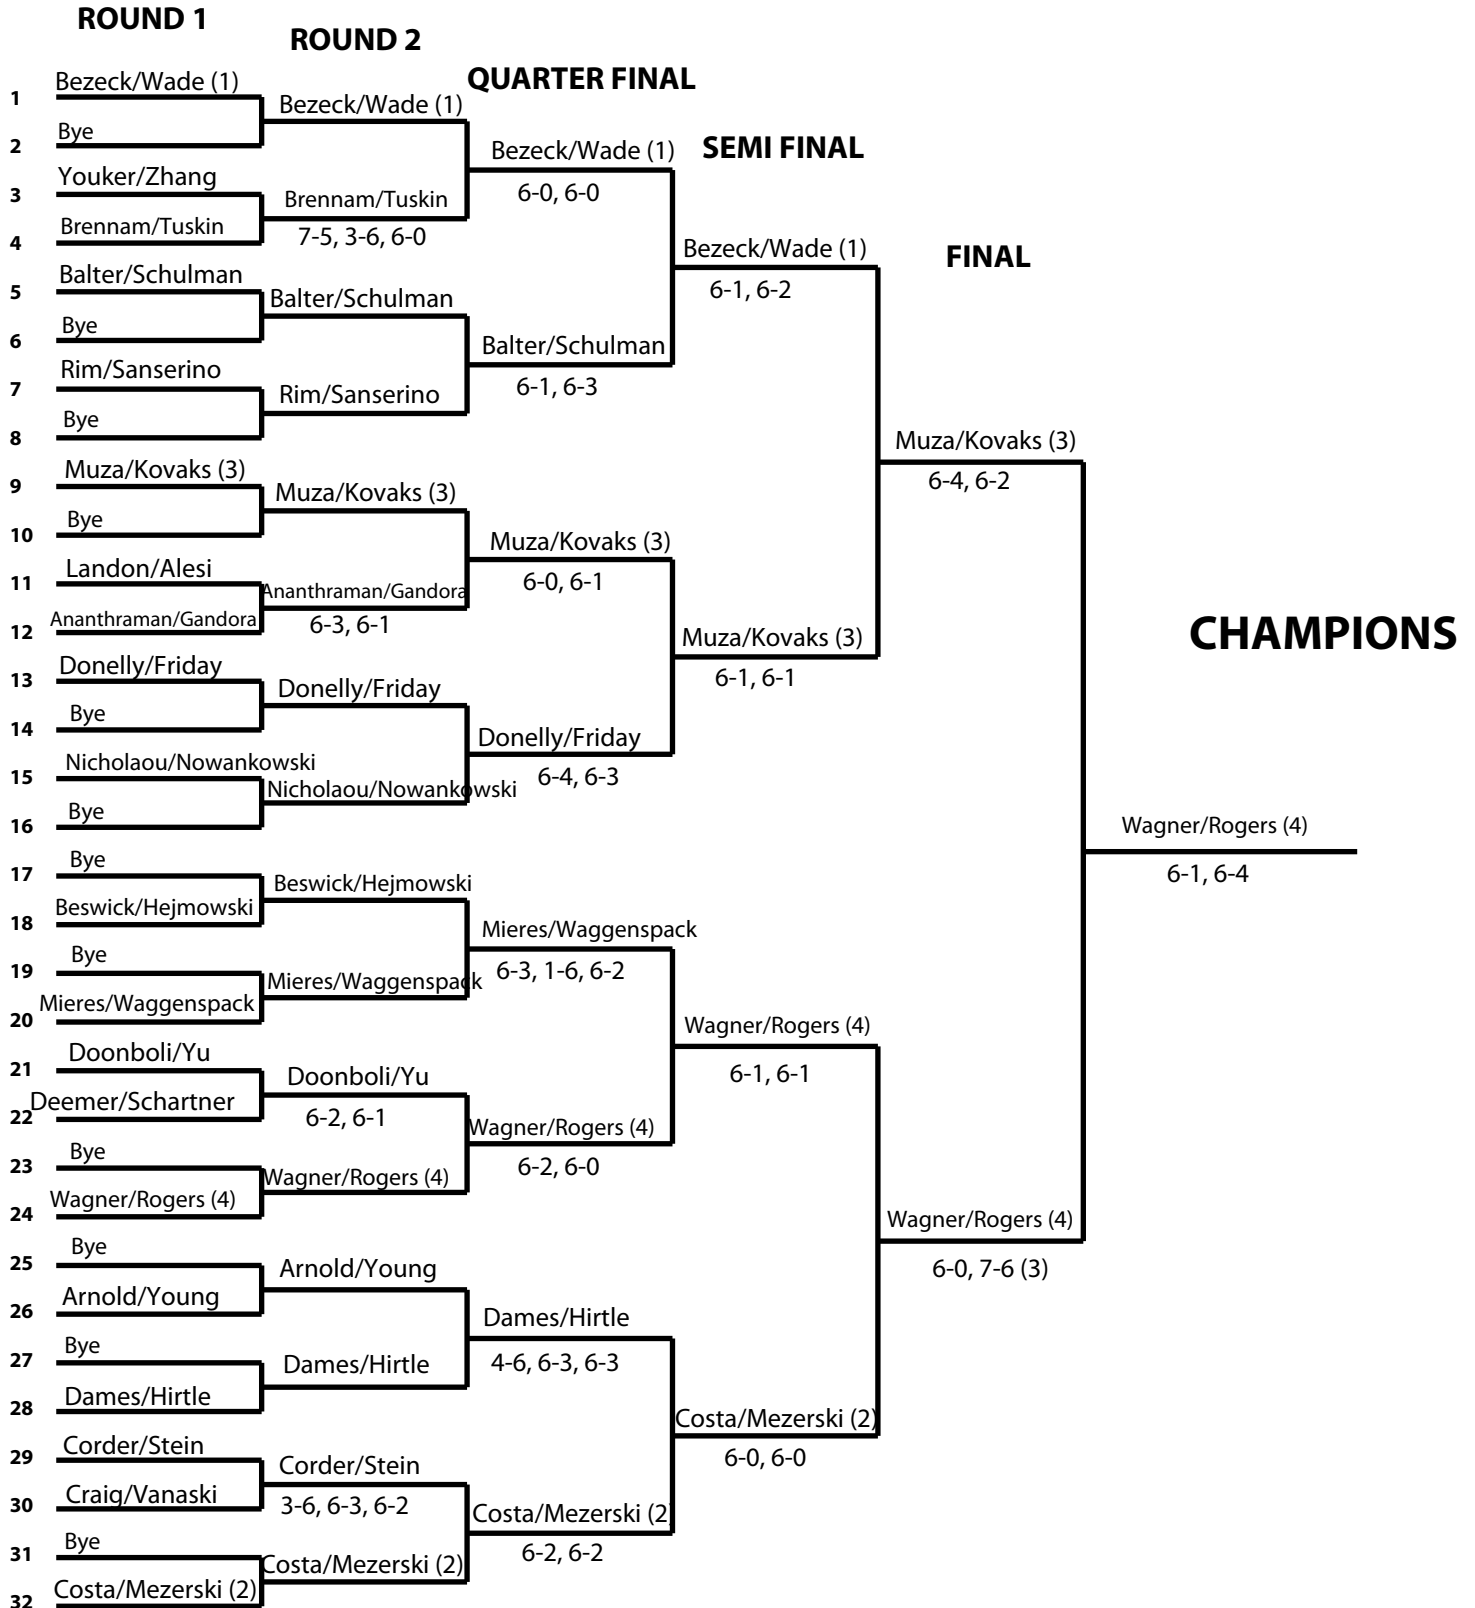 ROUND 1
1
Bezeck/Wade (1)
2
Bye
3
Youker/Zhang
4
Brennam/Tuskin
5
Balter/Schulman
6
Bye
7
Rim/Sanserino
8
Bye
9
Muza/Kovaks (3)
10
Bye
11
Landon/Alesi
12
Ananthraman/Gandora
13
Donelly/Friday
14
Bye
15
Nicholaou/Nowankowski
16
Bye
17
Bye
18
Beswick/Hejmowski
19
Bye
20
Mieres/Waggenspack
21
Doonboli/Yu
22
Deemer/Schartner
23
Bye
24
Wagner/Rogers (4)
25
Bye
26
Arnold/Young
27
Bye
28
Dames/Hirtle
29
Corder/Stein
30
Craig/Vanaski
31
Bye
32
Costa/Mezerski (2)
ROUND 2
Bezeck/Wade (1)
Brennam/Tuskin
7-5, 3-6, 6-0
Balter/Schulman
Rim/Sanserino
Muza/Kovaks (3)
Ananthraman/Gandora
6-3, 6-1
Donelly/Friday
Nicholaou/Nowankowski
Beswick/Hejmowski
Mieres/Waggenspack
Doonboli/Yu
6-2, 6-1
Wagner/Rogers (4)
Arnold/Young
Dames/Hirtle
Corder/Stein
3-6, 6-3, 6-2
Costa/Mezerski (2)
QUARTER FINAL
Bezeck/Wade (1)
6-0, 6-0
Balter/Schulman
6-1, 6-3
Muza/Kovaks (3)
6-0, 6-1
Donelly/Friday
6-4, 6-3
Mieres/Waggenspack
6-3, 1-6, 6-2
Wagner/Rogers (4)
6-2, 6-0
Dames/Hirtle
4-6, 6-3, 6-3
Costa/Mezerski (2)
6-2, 6-2
SEMI FINAL
Bezeck/Wade (1)
6-1, 6-2
Muza/Kovaks (3)
6-1, 6-1
Wagner/Rogers (4)
6-1, 6-1
Costa/Mezerski (2)
6-0, 6-0
FINAL
Muza/Kovaks (3)
6-4, 6-2
Wagner/Rogers (4)
6-0, 7-6 (3)
CHAMPIONS
Wagner/Rogers (4)
6-1, 6-4